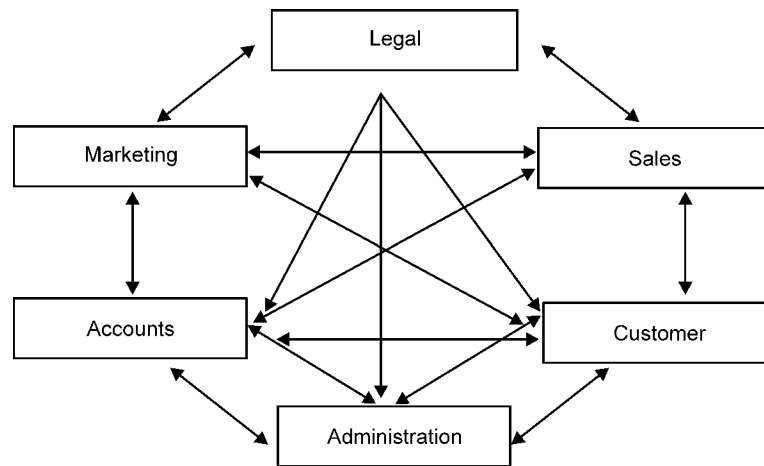 Legal
Marketing
Sales
Accounts
Customer
Administration